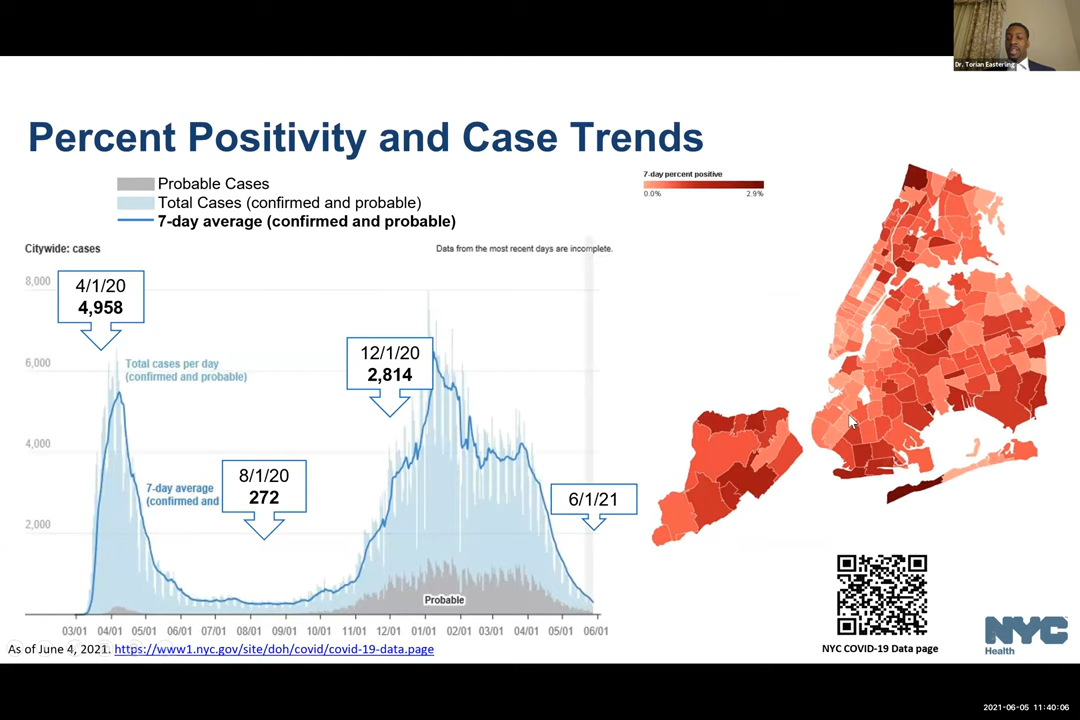 Dr. Torian Easterling
Percent Positivity and Case Trends
Probable Cases
Total Cases (confirmed and probable)
7-day average (confirmed and probable)
7-day percent positive
0.0%
2.9%
Citywide: cases
Data from the most recent days are incomplete.
8,000
4/1/20
4,958
6,000
Total cases per day
(confirmed and probable)
12/1/20
2,814
4,000
7-day average
(confirmed and
8/1/20
272
6/1/21
2,000
Probable
03/01 04/01 05/01 06/01 07/01 08/01 09/01 10/01 11/01 12/01 01/01 02/01 03/01 04/01 05/01 06/01
As of June 4, 2021. https://www1.nyc.gov/site/doh/covid/covid-19-data.page
NYC COVID-19 Data page
NYC
Health
2021-06-05 11:40:06